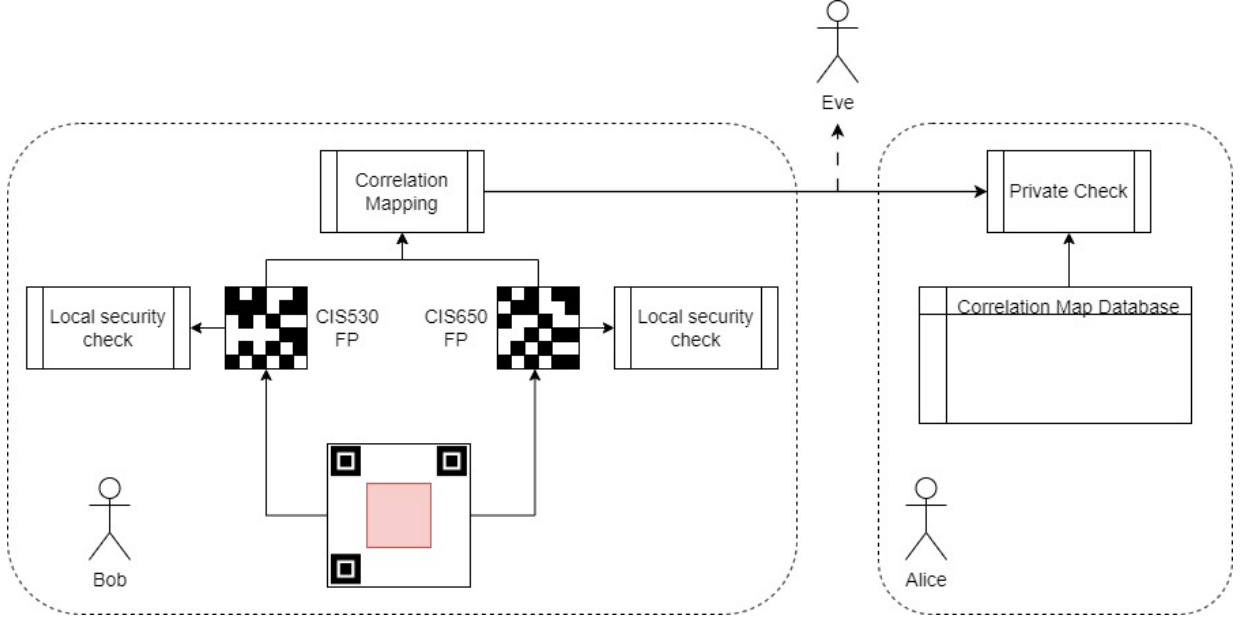 Eve
Correlation
Mapping
Private Check
Local security
check
CIS530
FP
CIS650
FP
Local security
check
Correlation Map Database
Bob
Alice